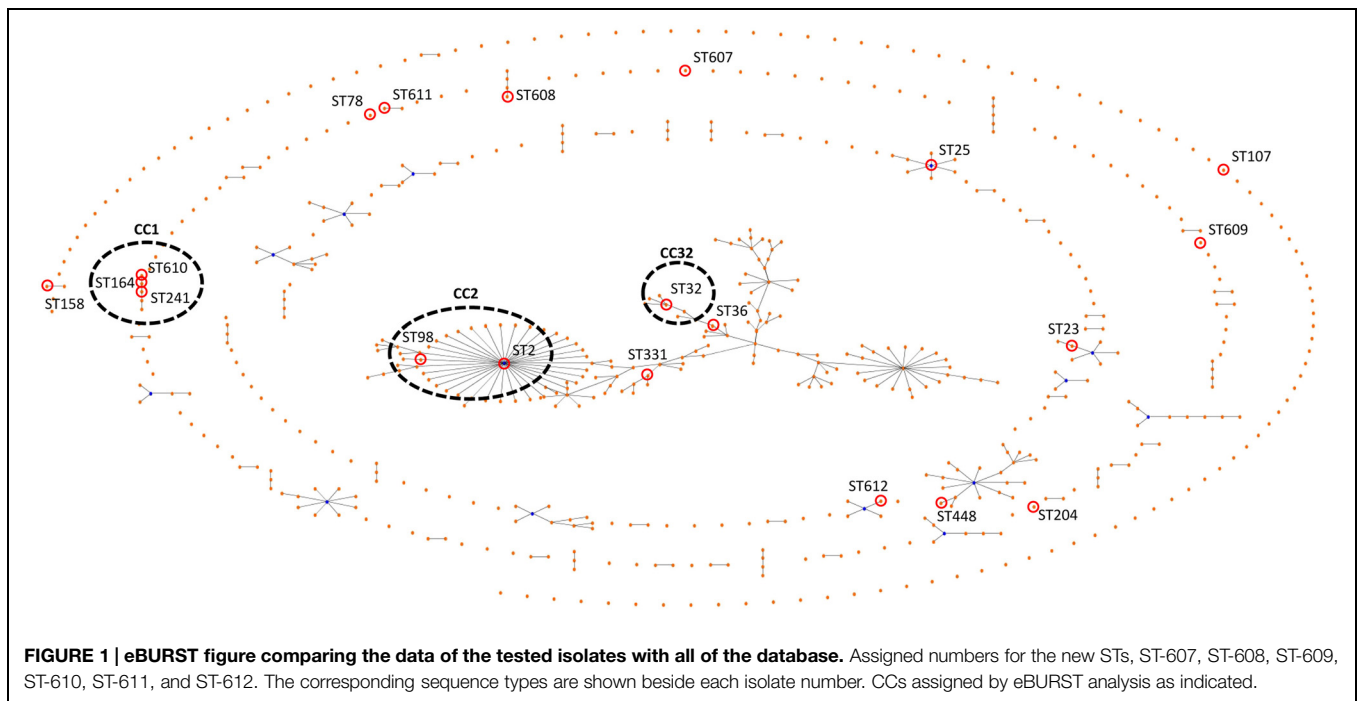 ST607
ST78
ST611
ST608
ST25
ST107
CC1
ST609
ST610
ST164
ST241
ST158
CC32
ST32
ST36
CC2
ST98
ST2
ST331
ST23
ST612
ST448
ST204
FIGURE 1 | eBURST figure comparing the data of the tested isolates with all of the database. Assigned numbers for the new STs, ST-607, ST-608, ST-609,
ST-610, ST-611, and ST-612. The corresponding sequence types are shown beside each isolate number. CCs assigned by eBURST analysis as indicated.